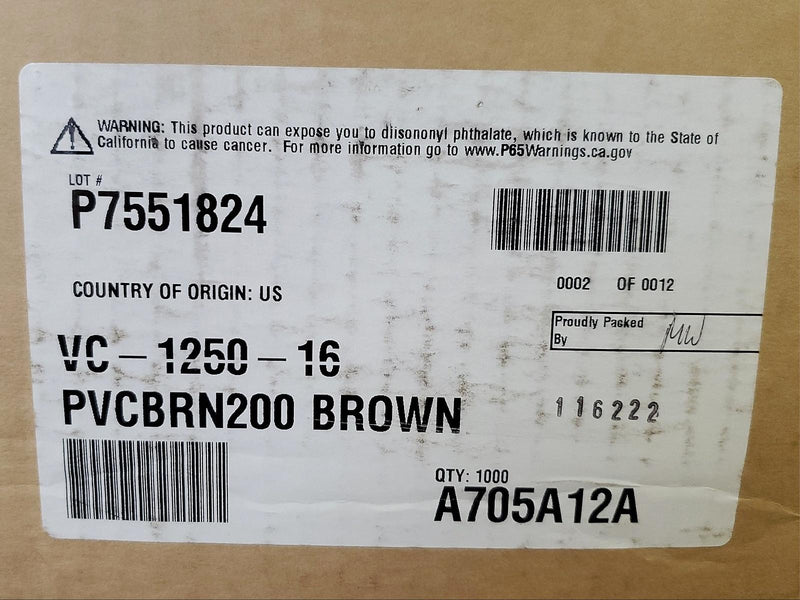 WARNING: This product can expose you to diisononyl phthalate, which is known to the State of
California to cause cancer. For more information go to www.P65Warnings.ca.gov
LOT #
P7551824
COUNTRY OF ORIGIN: US
0002 OF 0012
Proudly Packed
By MW
VC - 1250 - 16
PVCBRN200 BROWN
116222
QTY: 1000
A705A12A